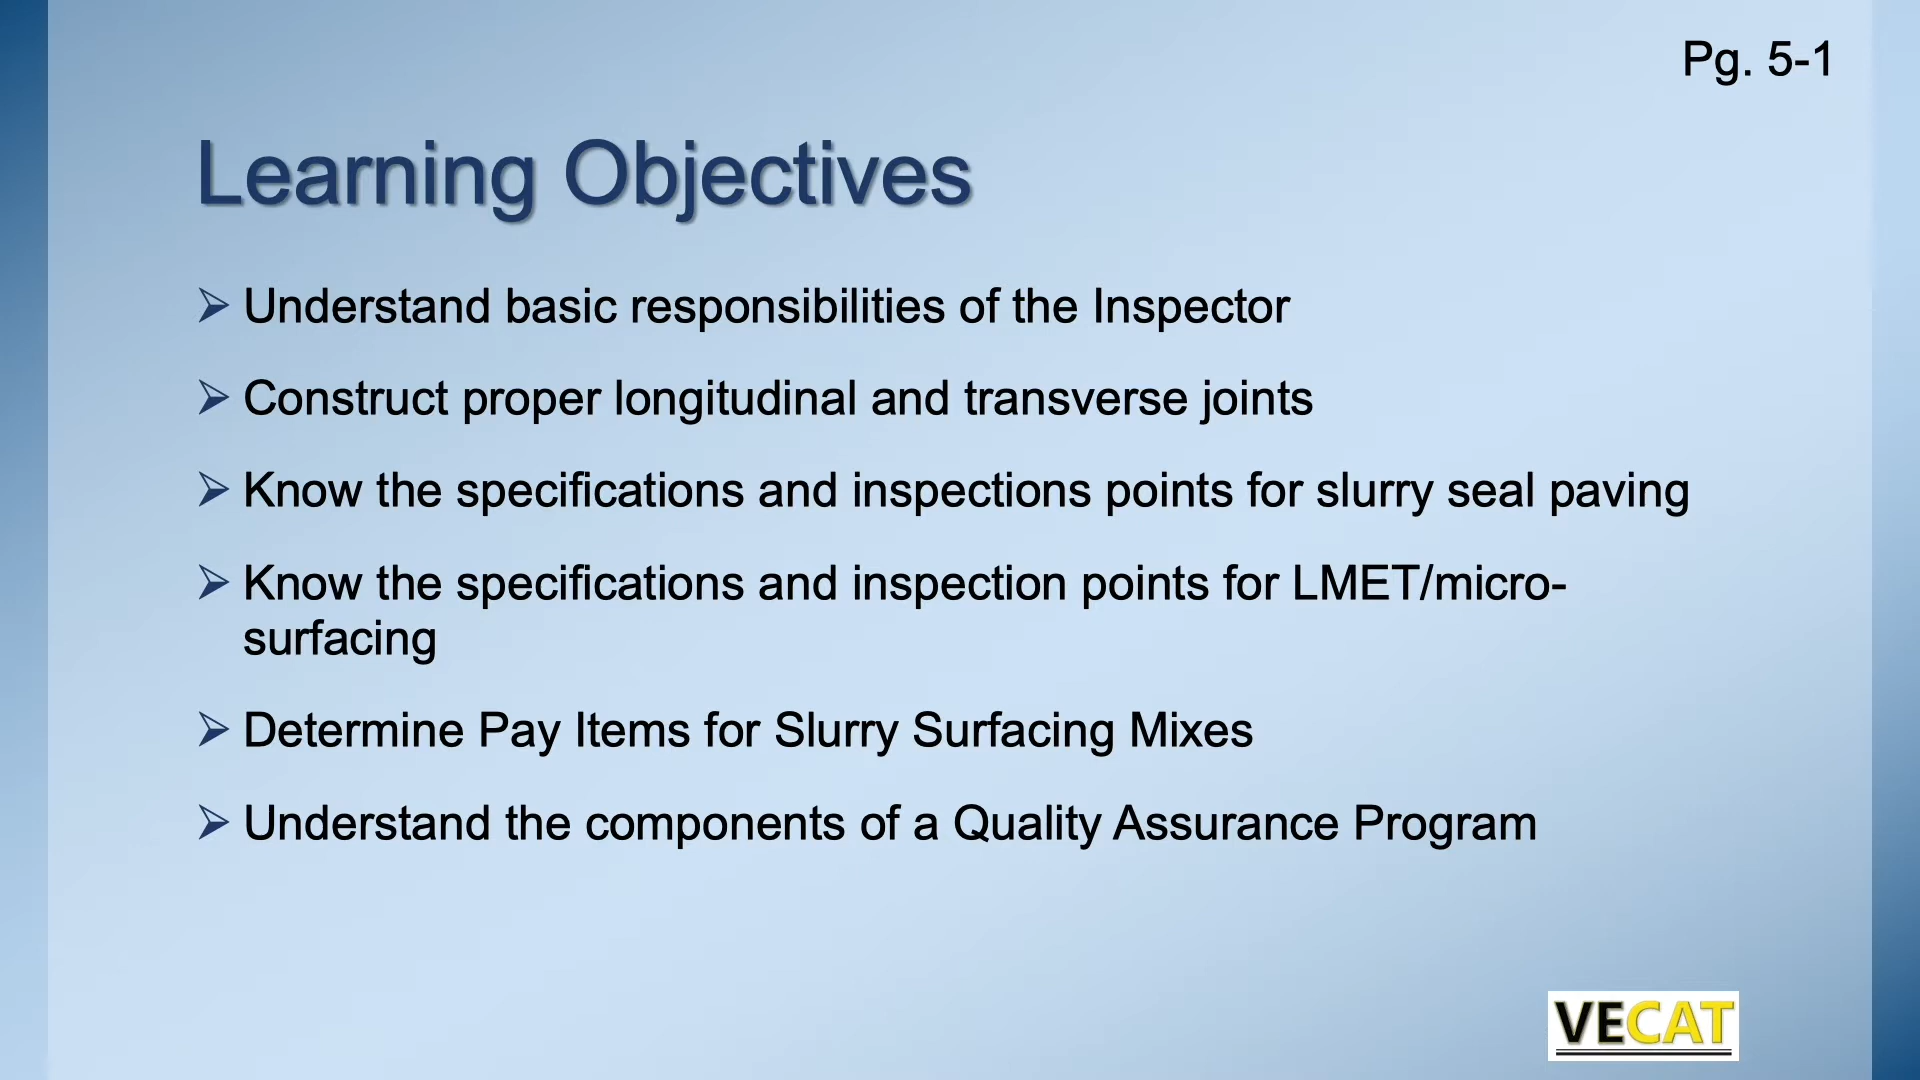 Pg. 5-1
Learning Objectives
Understand basic responsibilities of the Inspector
Construct proper longitudinal and transverse joints
Know the specifications and inspections points for slurry seal paving
Know the specifications and inspection points for LMET/micro-
surfacing
Determine Pay Items for Slurry Surfacing Mixes
Understand the components of a Quality Assurance Program
VECAT